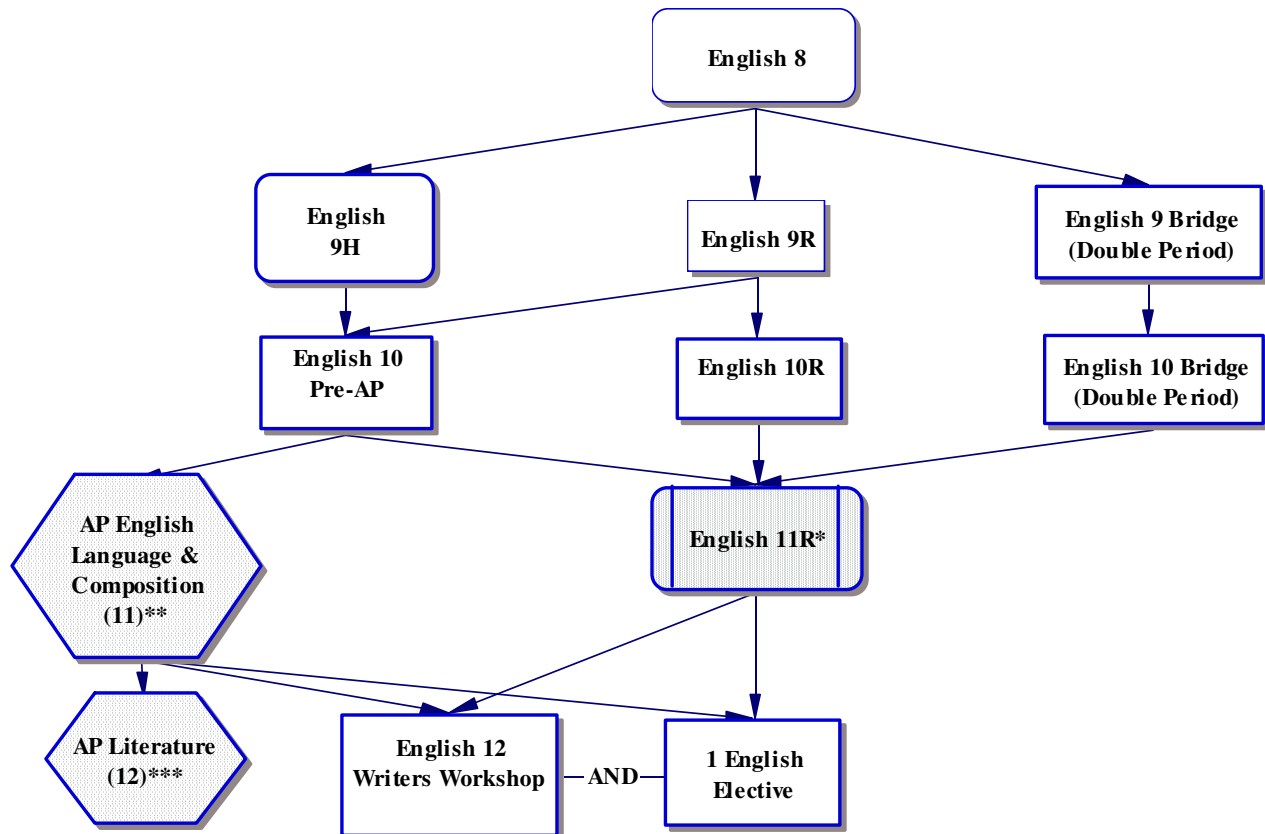 English 8
English
9H
English 9R
English 9 Bridge
(Double Period)
English 10
Pre-AP
English 10R
English 10 Bridge
(Double Period)
AP English
Language &
Composition
(11)**
English 11R*
AP Literature
(12)***
English 12
Writers Workshop
AND
1 English
Elective